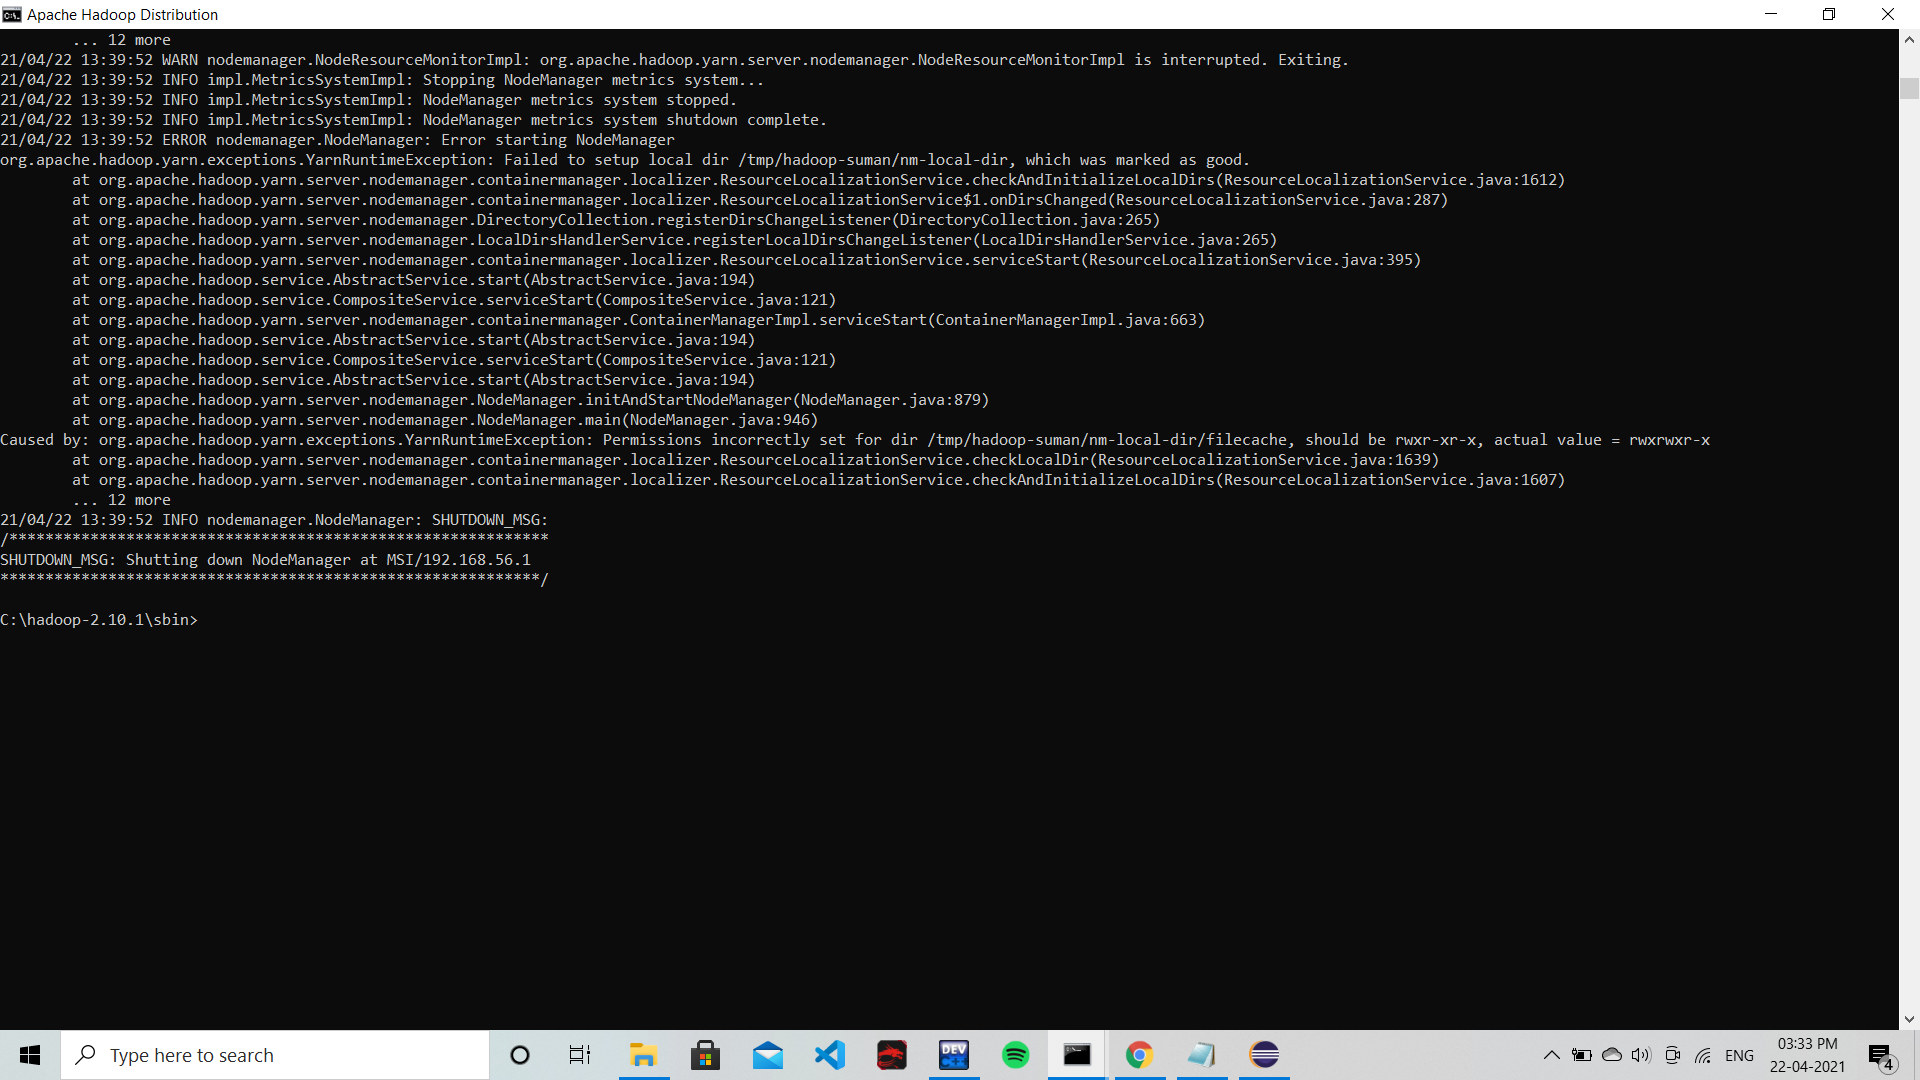 Apache Hadoop Distribution
... 12 more
21/04/22 13:39:52 WARN nodemanager.NodeResourceMonitorImpl: org.apache.hadoop.yarn.server.nodemanager.NodeResourceMonitorImpl is interrupted. Exiting.
21/04/22 13:39:52 INFO impl.MetricsSystemImpl: Stopping NodeManager metrics system...
21/04/22 13:39:52 INFO impl.MetricsSystemImpl: NodeManager metrics system stopped.
21/04/22 13:39:52 INFO impl.MetricsSystemImpl: NodeManager metrics system shutdown complete.
21/04/22 13:39:52 ERROR nodemanager.NodeManager: Error starting NodeManager
org.apache.hadoop.yarn.exceptions.YarnRuntimeException: Failed to setup local dir /tmp/hadoop-suman/nm-local-dir, which was marked as good.
at org.apache.hadoop.yarn.server.nodemanager.containermanager.localizer.ResourceLocalizationService.checkAndInitializeLocalDirs(ResourceLocalizationService.java:1612)
at org.apache.hadoop.yarn.server.nodemanager.containermanager.localizer.ResourceLocalizationService$1.onDirsChanged(ResourceLocalizationService.java:287)
at org.apache.hadoop.yarn.server.nodemanager.DirectoryCollection.registerDirsChangeListener(DirectoryCollection.java:265)
at org.apache.hadoop.yarn.server.nodemanager.LocalDirsHandlerService.registerLocalDirsChangeListener(LocalDirsHandlerService.java:265)
at org.apache.hadoop.yarn.server.nodemanager.containermanager.localizer.ResourceLocalizationService.serviceStart(ResourceLocalizationService.java:395)
at org.apache.hadoop.service.AbstractService.start(AbstractService.java:194)
at org.apache.hadoop.service.CompositeService.serviceStart(CompositeService.java:121)
at org.apache.hadoop.yarn.server.nodemanager.containermanager.ContainerManagerImpl.serviceStart(ContainerManagerImpl.java:663)
at org.apache.hadoop.service.AbstractService.start(AbstractService.java:194)
at org.apache.hadoop.service.CompositeService.serviceStart(CompositeService.java:121)
at org.apache.hadoop.service.AbstractService.start(AbstractService.java:194)
at org.apache.hadoop.yarn.server.nodemanager.NodeManager.initAndStartNodeManager(NodeManager.java:879)
at org.apache.hadoop.yarn.server.nodemanager.NodeManager.main(NodeManager.java:946)
Caused by: org.apache.hadoop.yarn.exceptions.YarnRuntimeException: Permissions incorrectly set for dir /tmp/hadoop-suman/nm-local-dir/filecache, should be rwxr-xr-x, actual value = rwxrwxr-x
at org.apache.hadoop.yarn.server.nodemanager.containermanager.localizer.ResourceLocalizationService.checkLocalDir(ResourceLocalizationService.java:1639)
at org.apache.hadoop.yarn.server.nodemanager.containermanager.localizer.ResourceLocalizationService.checkAndInitializeLocalDirs(ResourceLocalizationService.java:1607)
... 12 more
21/04/22 13:39:52 INFO nodemanager.NodeManager: SHUTDOWN_MSG:
/************************************************************
SHUTDOWN_MSG: Shutting down NodeManager at MSI/192.168.56.1
************************************************************/
C:\hadoop-2.10.1\sbin>
Type here to search
DEV C++
ENG
03:33 PM
22-04-2021
4